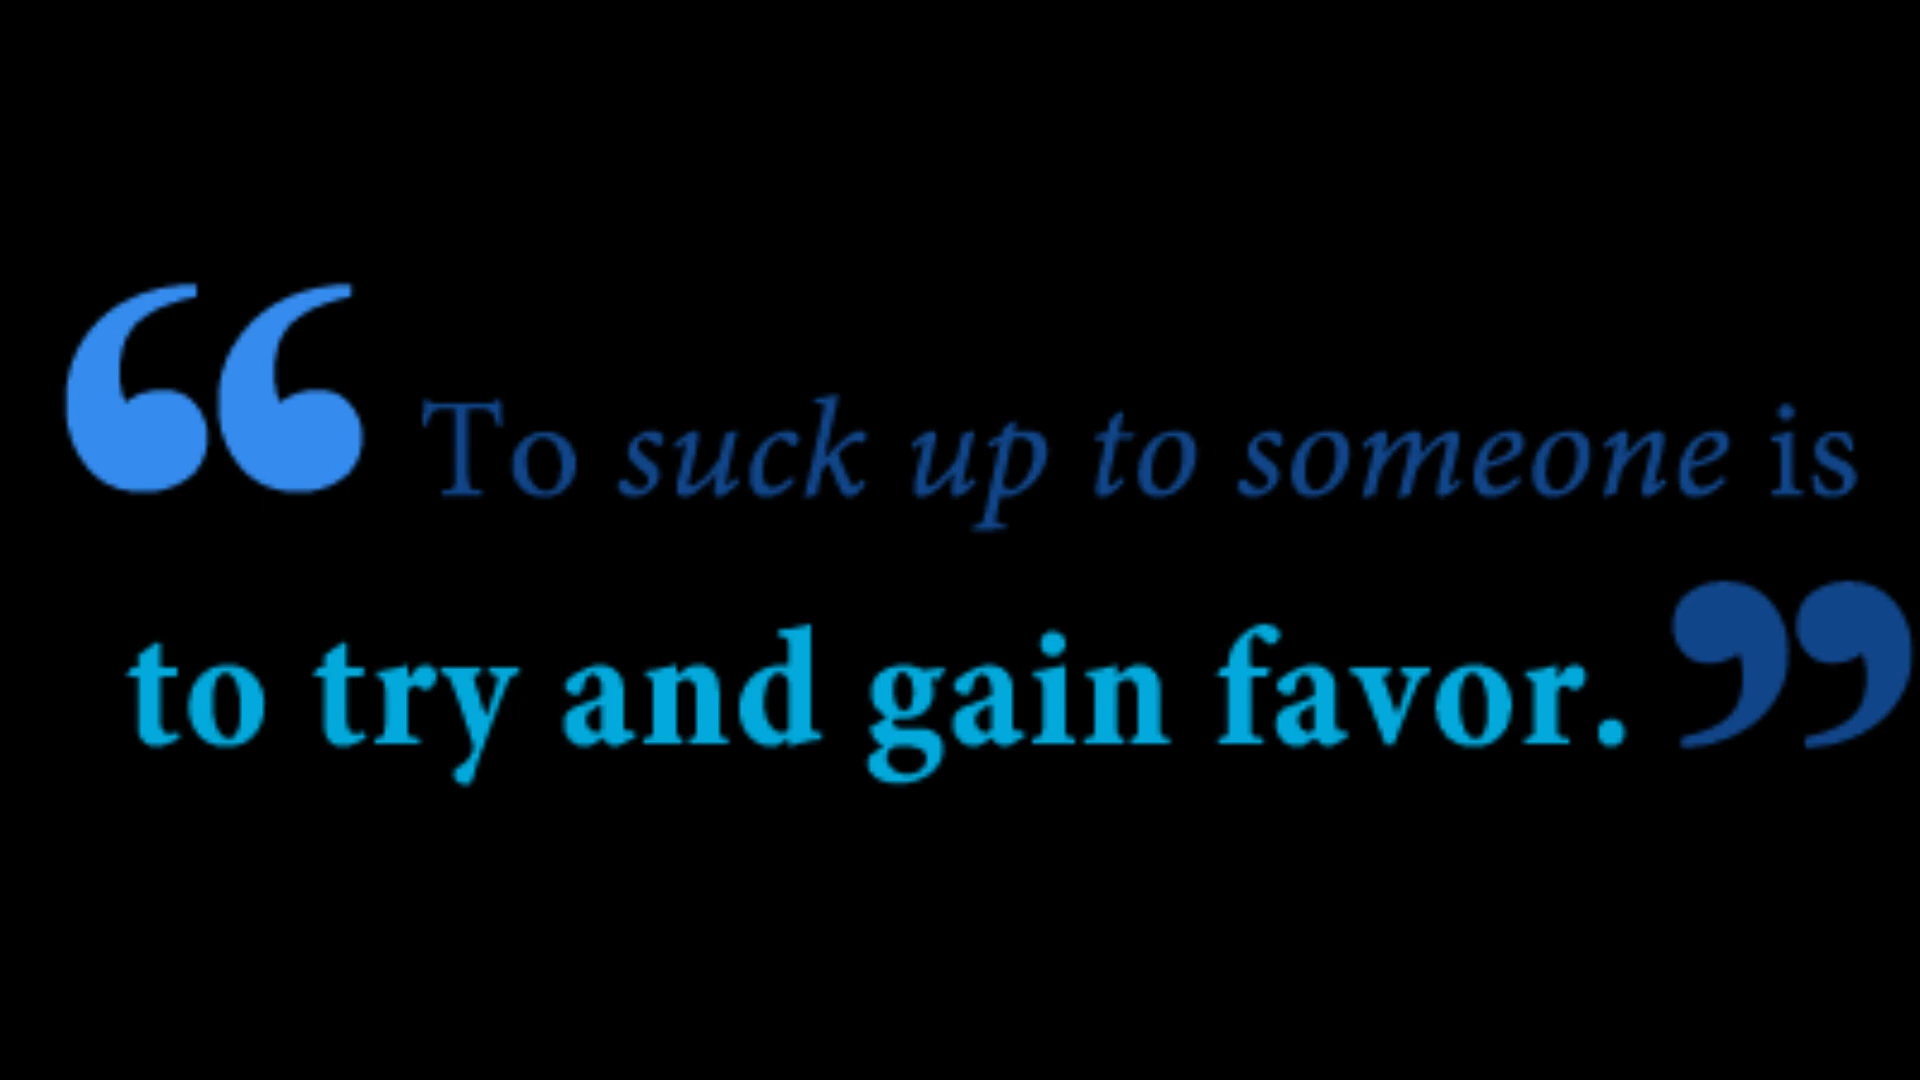 “To suck up to someone is
to try and gain favor.”